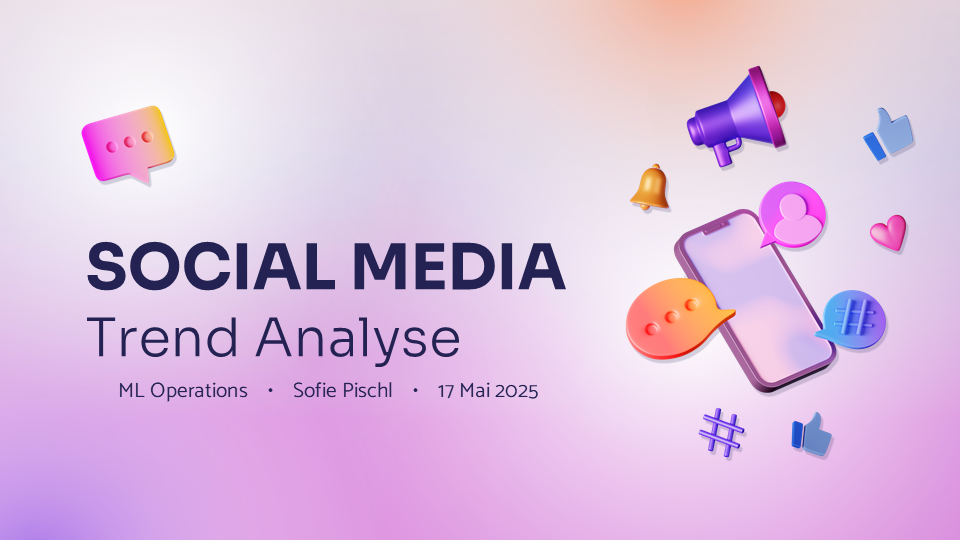 SOCIAL MEDIA
Trend Analyse
ML Operations • Sofie Pischl • 17 Mai 2025